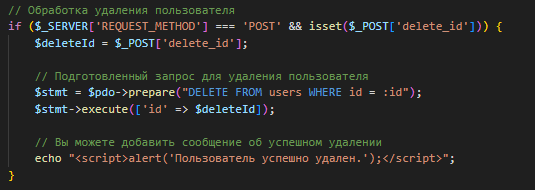 // Обработка удаления пользователя
if ($_SERVER['REQUEST_METHOD'] === 'POST' && isset($_POST['delete_id'])) {
$deleteId = $_POST['delete_id'];
// Подготовленный запрос для удаления пользователя
$stmt = $pdo->prepare("DELETE FROM users WHERE id = :id");
$stmt->execute(['id' => $deleteId]);
// Вы можете добавить сообщение об успешном удалении
echo "<script>alert('Пользователь успешно удален.');</script>";
}